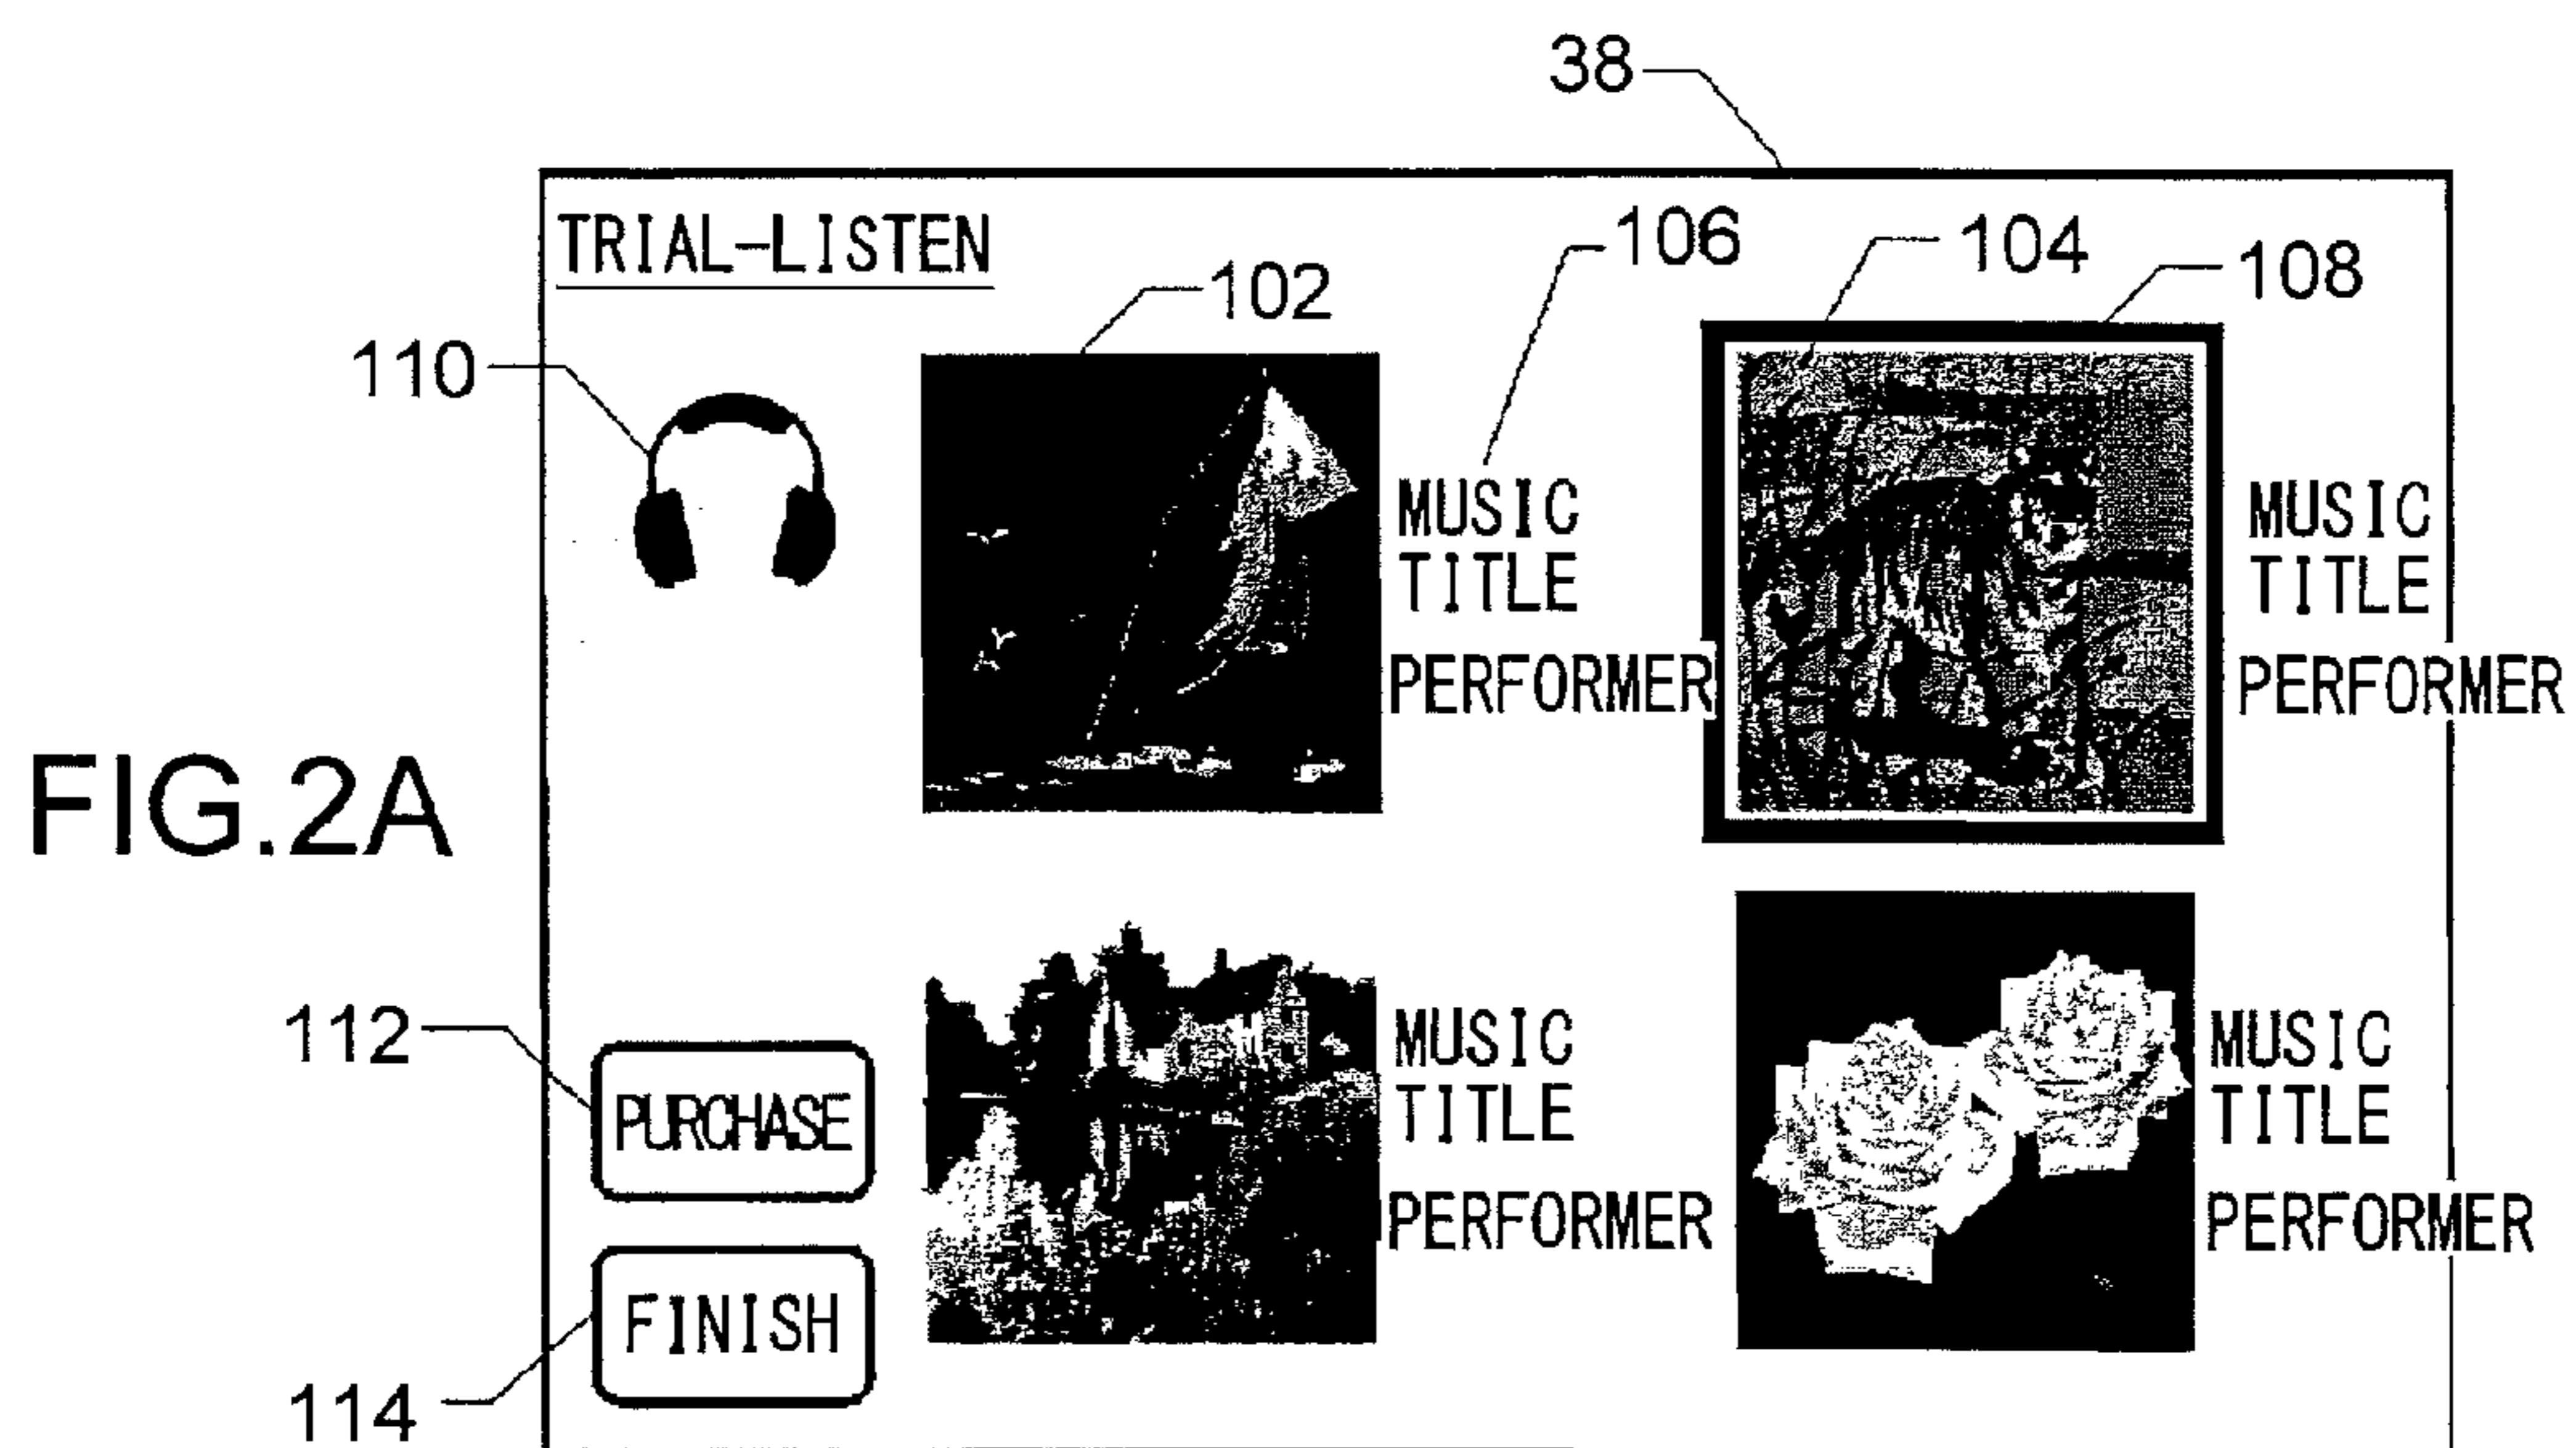 38
TRIAL-LISTEN
106
104
108
102
110
MUSIC
TITLE
PERFORMER
MUSIC
TITLE
PERFORMER
FIG.2A
112
PURCHASE
MUSIC
TITLE
PERFORMER
MUSIC
TITLE
PERFORMER
FINISH
114